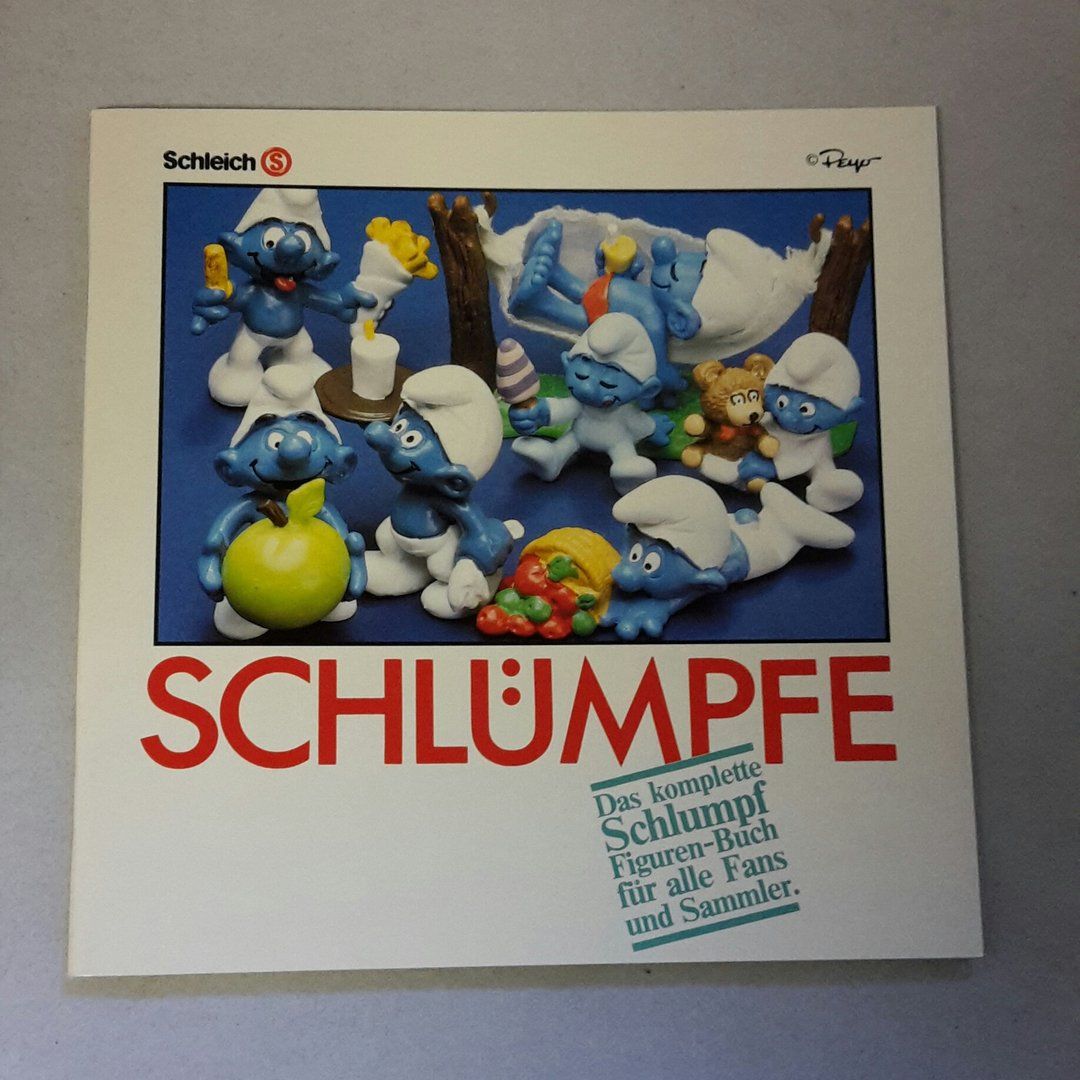 Schleich S
© Peyo
SCHLÜMPFE
Das komplette
Schlumpf
Figuren-Buch
für alle Fans
und Sammler.